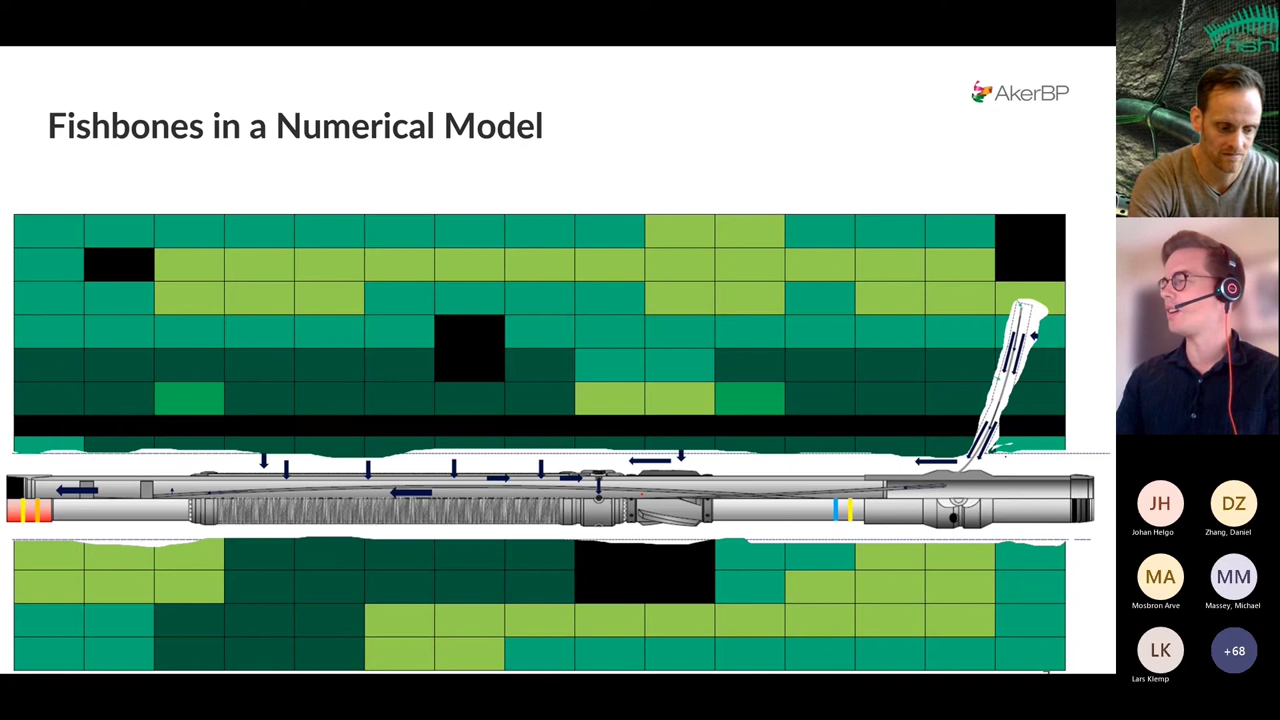 Fishbones in a Numerical Model
AkerBP
fishl
JH
Johan Helgo
DZ
Zhang, Daniel
MA
Mosbron Arve
MM
Massey, Michael
LK
Lars Klemp
+68